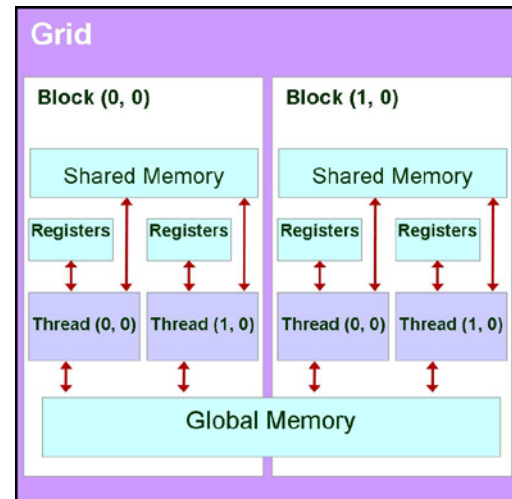 Grid
Block (0, 0)
Block (1, 0)
Shared Memory
Shared Memory
Registers
Registers
Registers
Registers
Thread (0, 0)
Thread (1, 0)
Thread (0, 0)
Thread (1, 0)
Global Memory